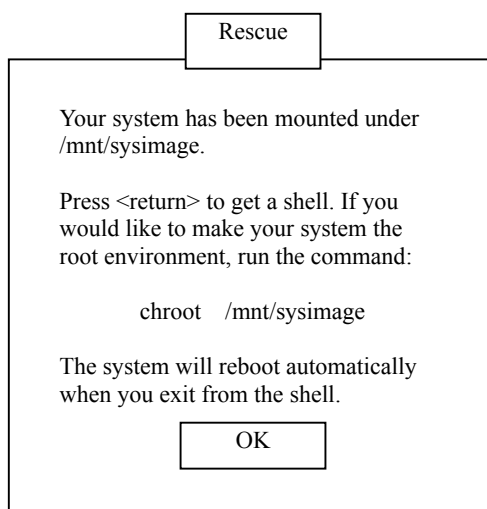 Rescue
Your system has been mounted under
/mnt/sysimage.
Press <return> to get a shell. If you
would like to make your system the
root environment, run the command:
chroot /mnt/sysimage
The system will reboot automatically
when you exit from the shell.
OK